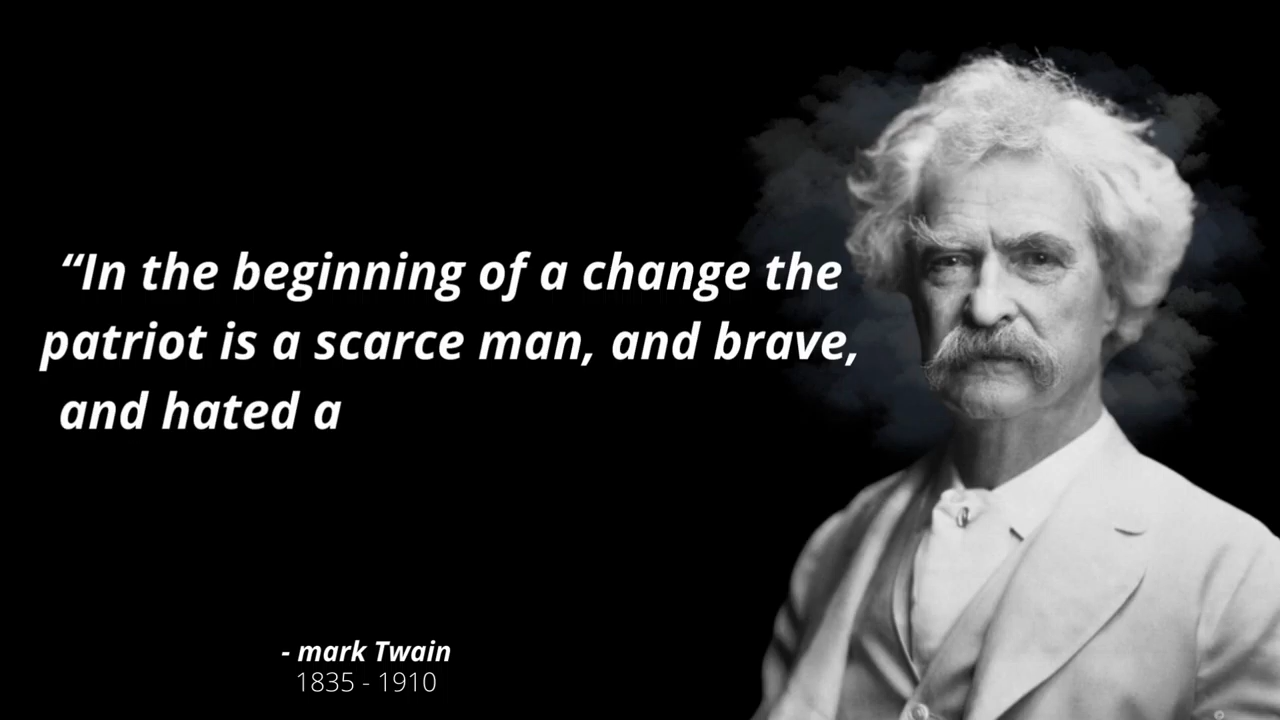 “In the beginning of a change the
patriot is a scarce man, and brave,
and hated a
- mark Twain
1835 - 1910